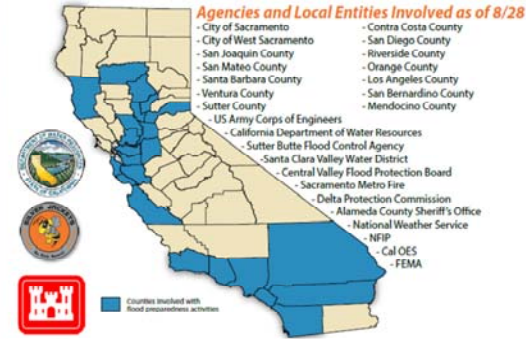 Agencies and Local Entities Involved as of 8/28
- City of Sacramento
- City of West Sacramento
- San Joaquin County
- San Mateo County
- Santa Barbara County
- Ventura County
- Sutter County
- Contra Costa County
- San Diego County
- Riverside County
- Orange County
- Los Angeles County
- San Bernardino County
- Mendocino County
- US Army Corps of Engineers
- California Department of Water Resources
- Sutter Butte Flood Control Agency
-Santa Clara Valley Water District
- Central Valley Flood Protection Board
- Sacramento Metro Fire
- Delta Protection Commission
- Alameda County Sheriff's Office
- National Weather Service
- NFIP
- Cal OES
- FEMA
Counties involved with
flood preparedness activities